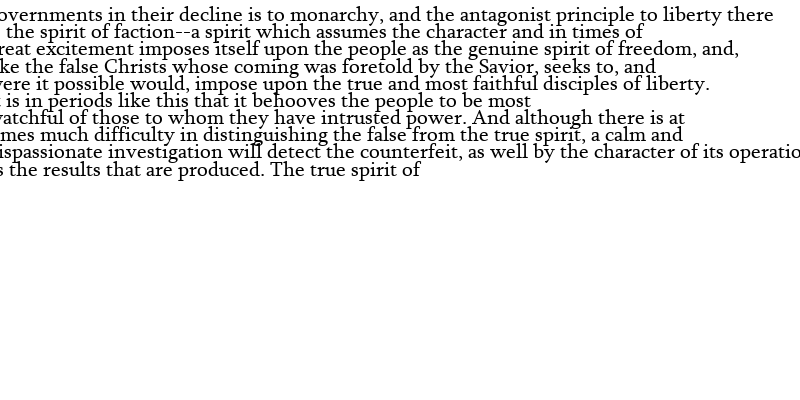 overnments in their decline is to monarchy, and the antagonist principle to liberty there
the spirit of faction--a spirit which assumes the character and in times of
reat excitement imposes itself upon the people as the genuine spirit of freedom, and,
ke the false Christs whose coming was foretold by the Savior, seeks to, and
vere it possible would, impose upon the true and most faithful disciples of liberty.
t is in periods like this that it behooves the people to be most
vatchful of those to whom they have intrusted power. And although there is at
mes much difficulty in distinguishing the false from the true spirit, a calm and
ispassionate investigation will detect the counterfeit, as well by the character of its operatio
s the results that are produced. The true spirit of